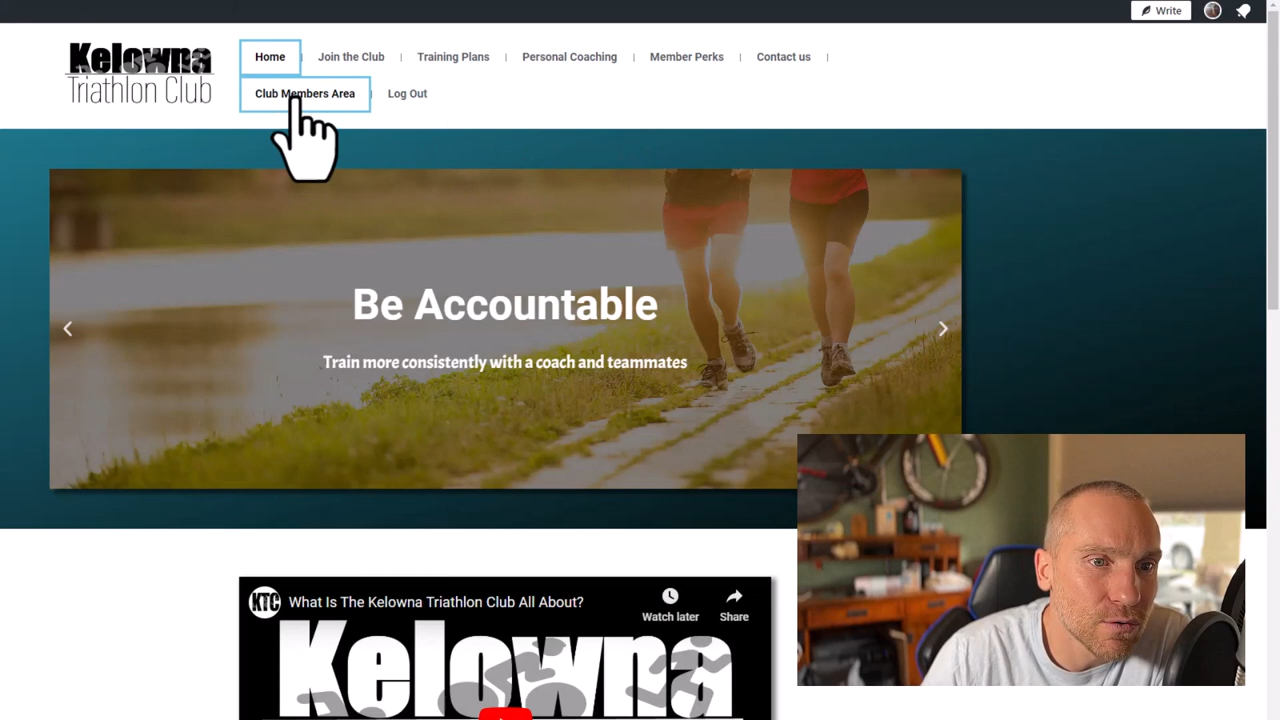 Write
Kelowna
Triathlon Club
Home
Join the Club
Training Plans
Personal Coaching
Member Perks
Contact us
Club Members Area
Log Out
Be Accountable
Train more consistently with a coach and teammates
KTC
What Is The Kelowna Triathlon Club All About?
Watch later
Share
Kelowna